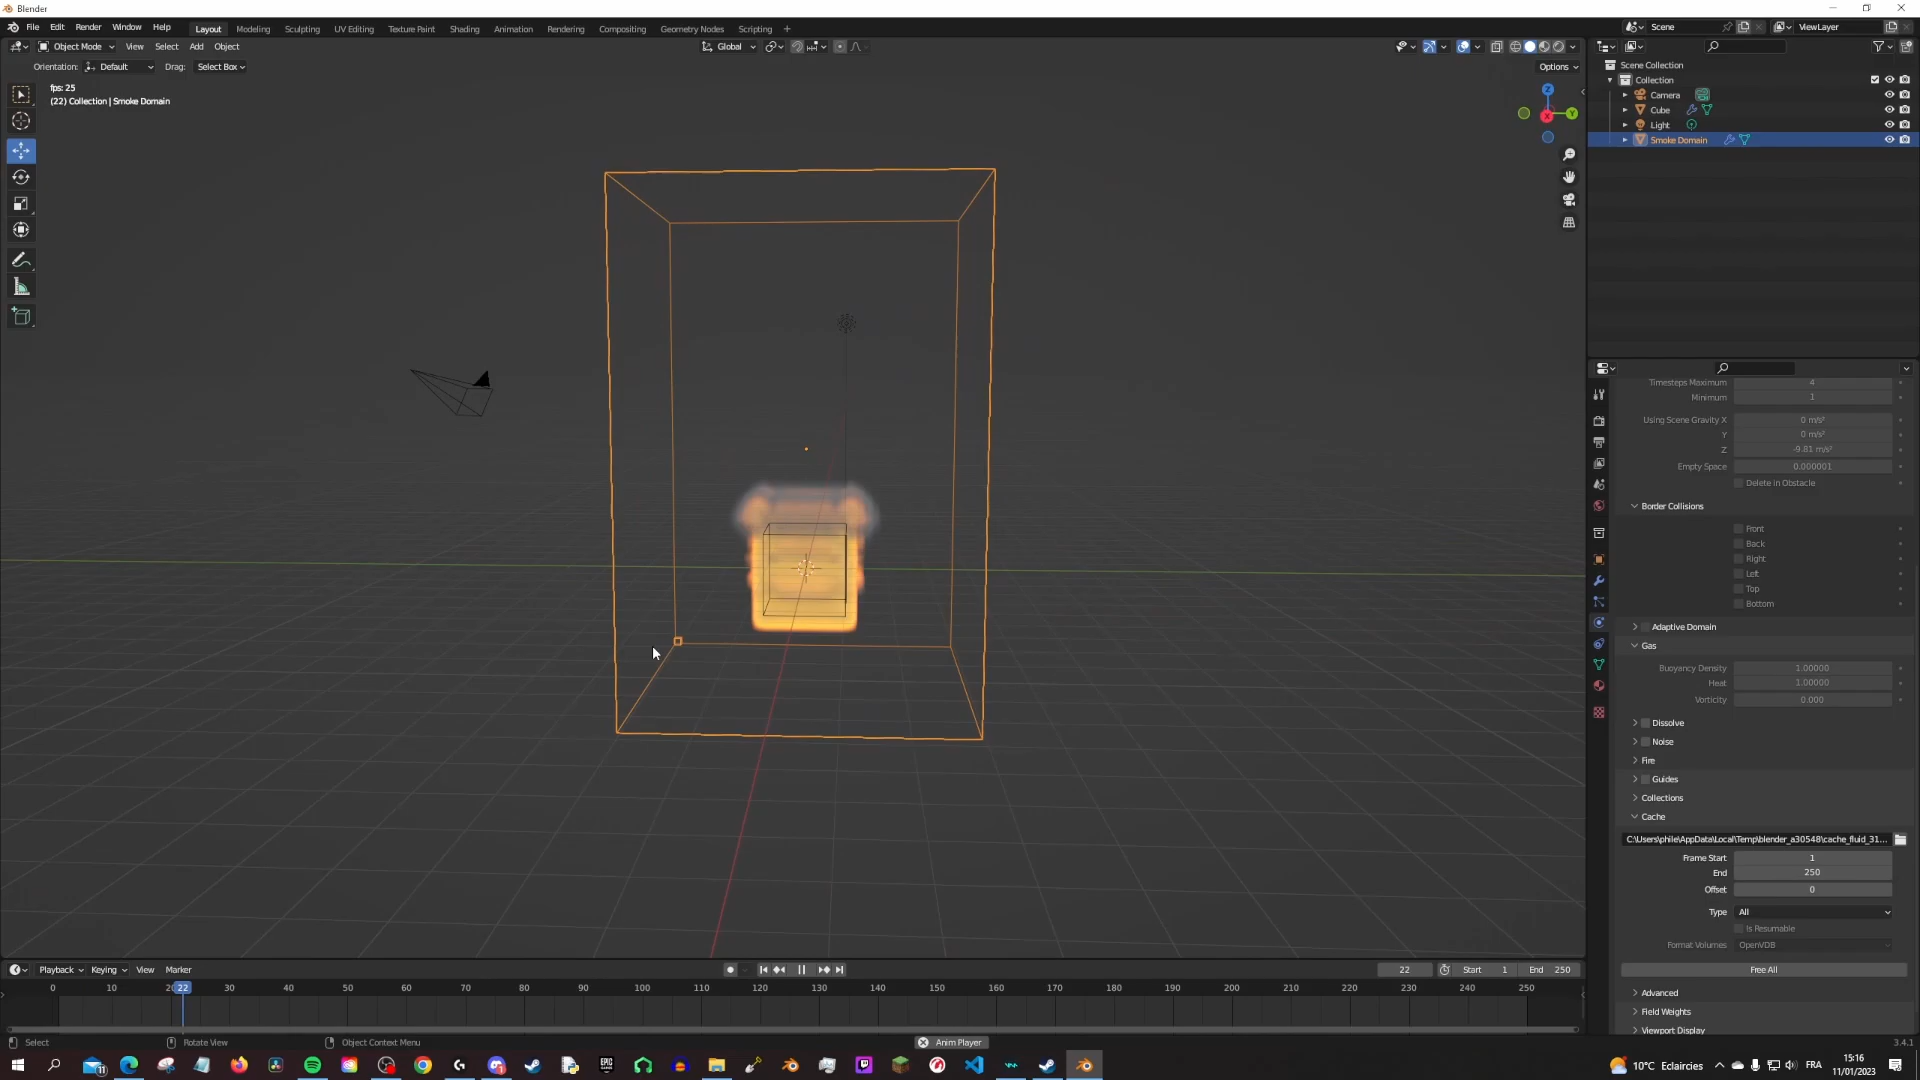 Blender
File Edit Render Window Help Layout Modeling Sculpting UV Editing Texture Paint Shading Animation Rendering Compositing Geometry Nodes Scripting + Scene ViewLayer
Object Mode View Select Add Object Global
Orientation: Default Drag: Select Box Options
fps: 25
(22) Collection | Smoke Domain
Z
Y
X
Scene Collection
Collection
Camera
Cube
Light
Smoke Domain
Timesteps Maximum 4
Minimum 1
Using Scene Gravity X 0 m/s²
Y 0 m/s²
Z -9.81 m/s²
Empty Space 0.000001
Delete in Obstacle
Border Collisions
Front
Back
Right
Left
Top
Bottom
Adaptive Domain
Gas
Buoyancy Density 1.00000
Heat 1.00000
Vorticity 0.000
Dissolve
Noise
Fire
Guides
Collections
Cache
C:\Users\phile\AppData\Local\Temp\blender_a30548\cache_fluid_31...
Frame Start 1
End 250
Offset 0
Type All
Is Resumable
Format Volumes OpenVDB
Free All
Advanced
Field Weights
Viewport Display
Playback Keying View Marker 22 Start 1 End 250
0 10 20 22 30 40 50 60 70 80 90 100 110 120 130 140 150 160 170 180 190 200 210 220 230 240 250
Select Rotate View Object Context Menu Anim Player 3.4.1
11 10°C Eclaircies FRA 15:16
11/01/2023